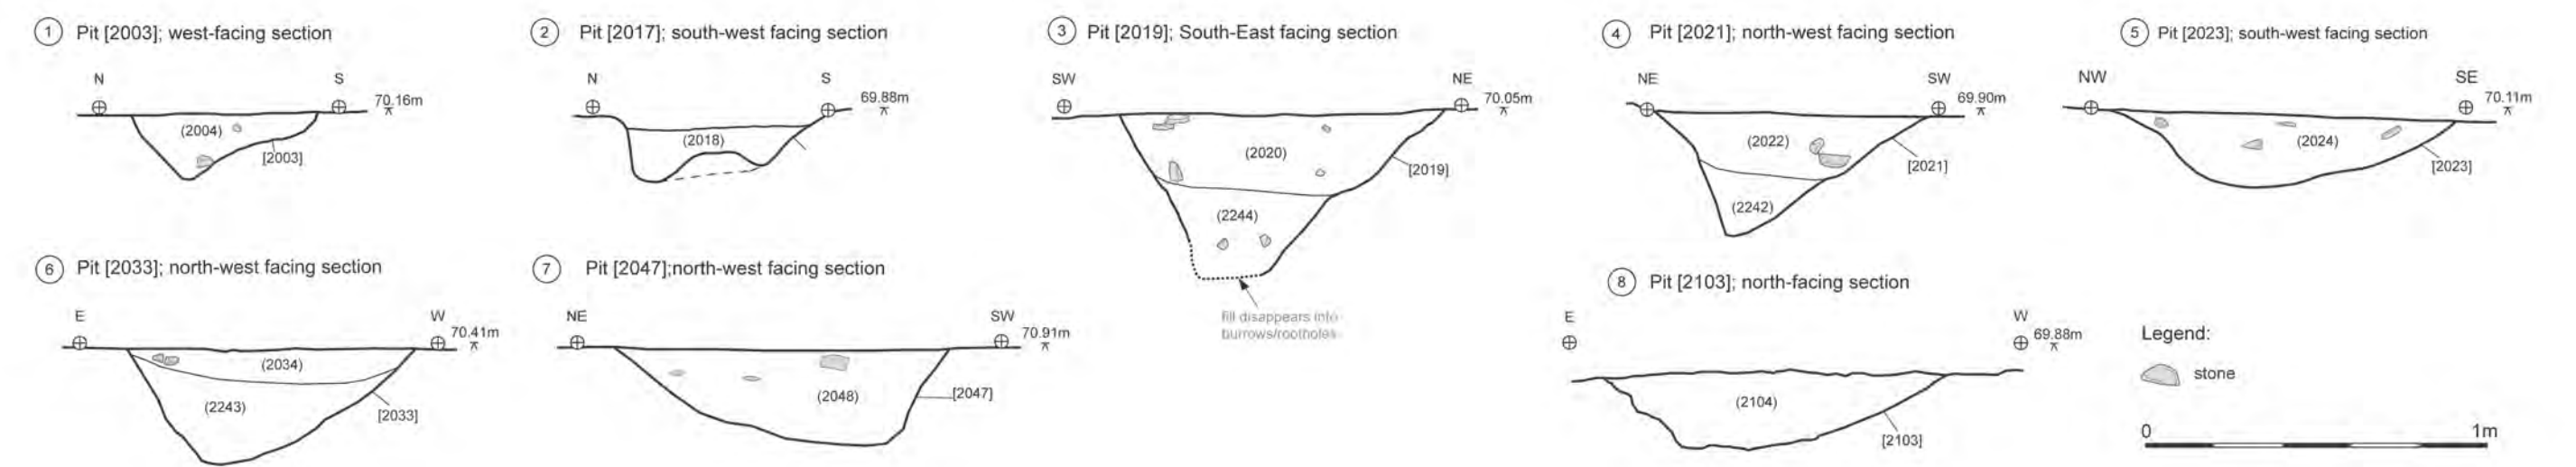 1 Pit [2003]; west-facing section
N S
70.16m
(2004)
[2003]
2 Pit [2017]; south-west facing section
N S
69.88m
(2018)
3 Pit [2019]; South-East facing section
SW NE
70.05m
(2020)
[2019]
(2244)
fill disappears into
burrows/rootholes
4 Pit [2021]; north-west facing section
NE SW
69.90m
(2022)
[2021]
(2242)
5 Pit [2023]; south-west facing section
NW SE
70.11m
(2024)
[2023]
6 Pit [2033]; north-west facing section
E W
70.41m
(2034)
(2243)
[2033]
7 Pit [2047];north-west facing section
NE SW
70.91m
(2048)
[2047]
8 Pit [2103]; north-facing section
E W
69.88m
(2104)
[2103]
Legend:
stone
0 1m